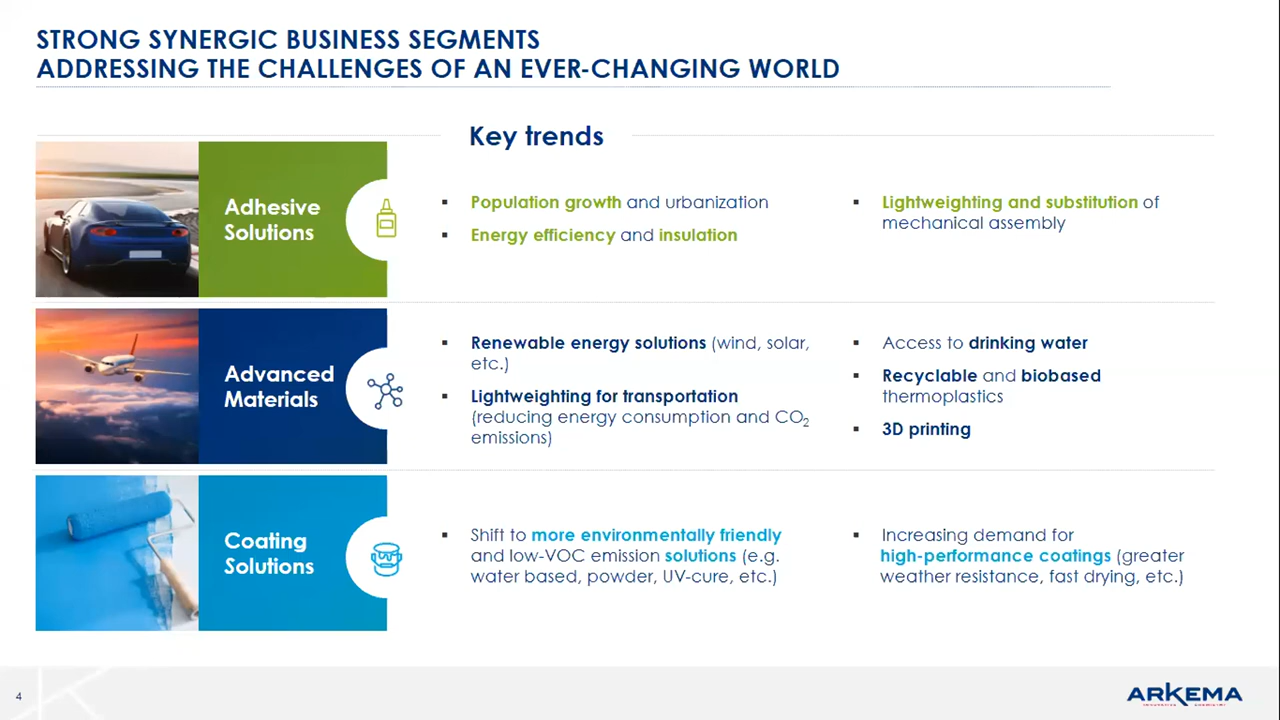 STRONG SYNERGIC BUSINESS SEGMENTS
ADDRESSING THE CHALLENGES OF AN EVER-CHANGING WORLD
Key trends
Adhesive
Solutions
▪ Population growth and urbanization
▪ Energy efficiency and insulation
▪ Lightweighting and substitution of
mechanical assembly
Advanced
Materials
▪ Renewable energy solutions (wind, solar,
etc.)
▪ Lightweighting for transportation
(reducing energy consumption and CO₂
emissions)
▪ Access to drinking water
▪ Recyclable and biobased
thermoplastics
▪ 3D printing
Coating
Solutions
▪ Shift to more environmentally friendly
and low-VOC emission solutions (e.g.
water based, powder, UV-cure, etc.)
▪ Increasing demand for
high-performance coatings (greater
weather resistance, fast drying, etc.)
4
ARKEMA